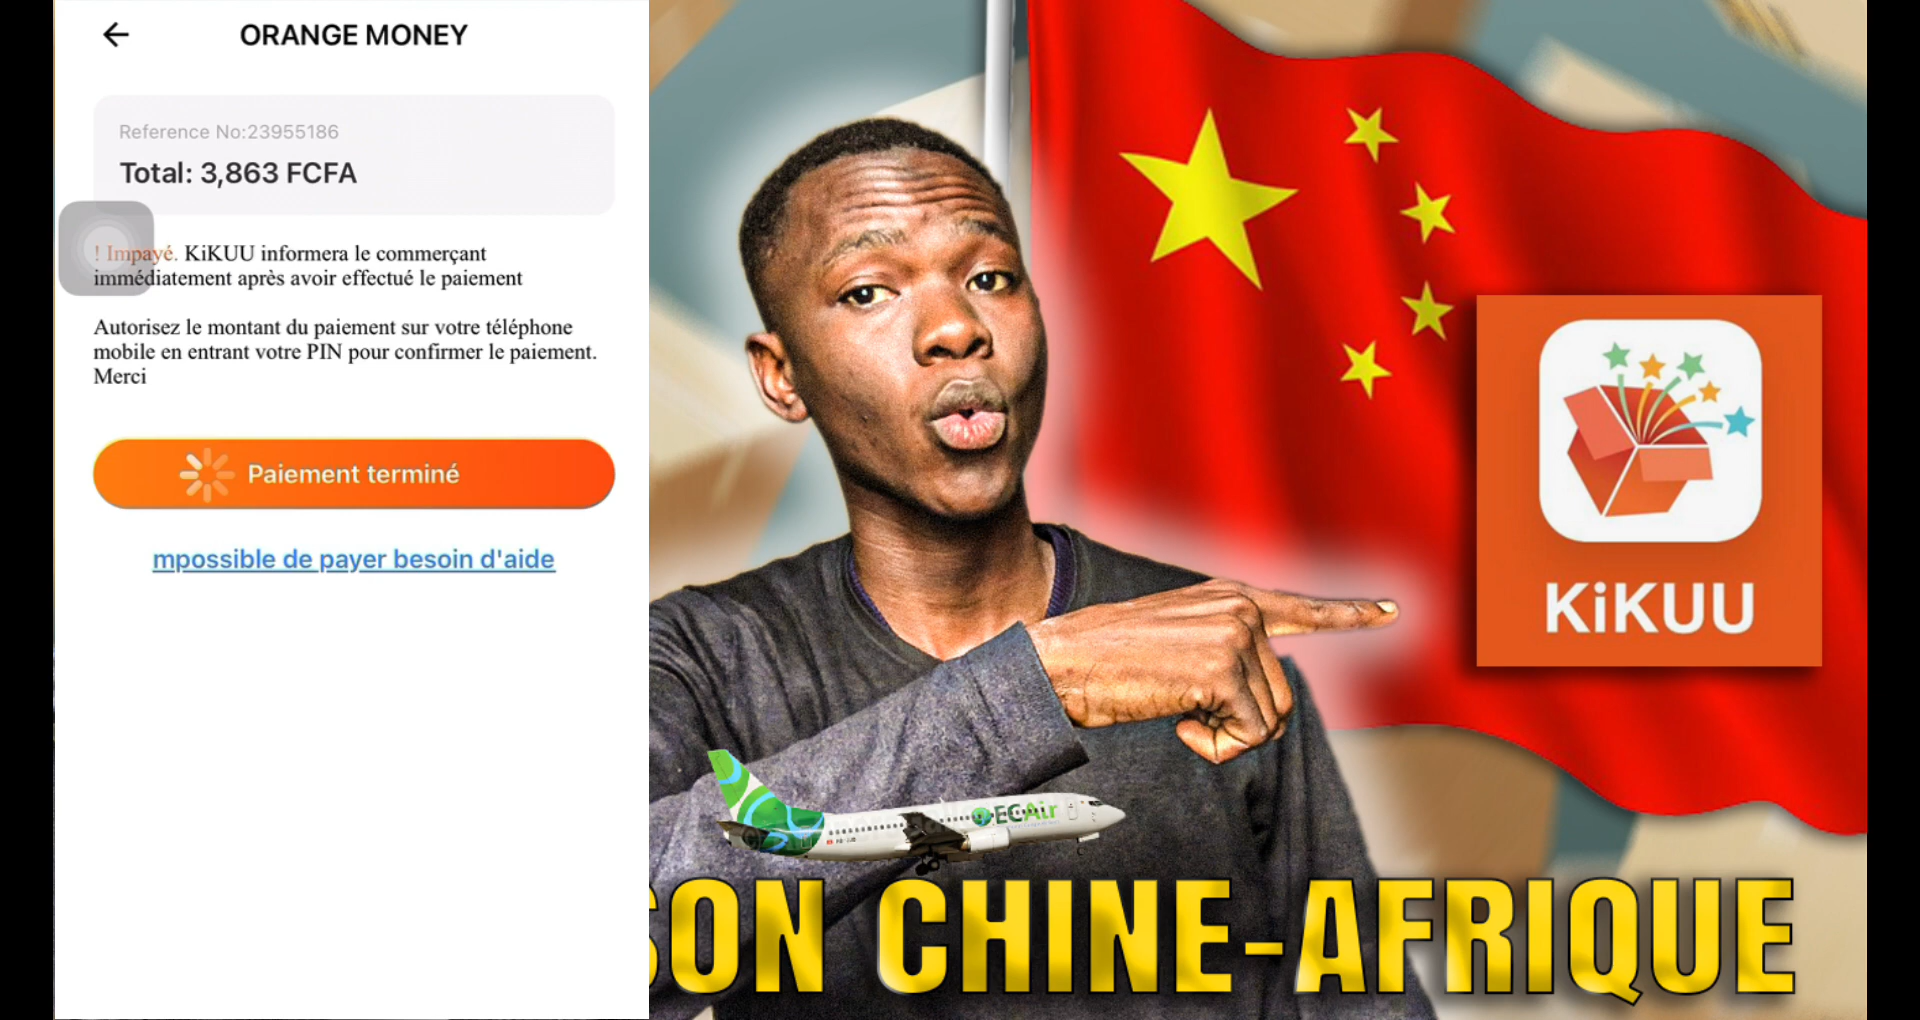 ORANGE MONEY
Reference No:23955186
Total: 3,863 FCFA
! Impayé. KiKUU informera le commerçant
immédiatement après avoir effectué le paiement
Autorisez le montant du paiement sur votre téléphone
mobile en entrant votre PIN pour confirmer le paiement.
Merci
Paiement terminé
mpossible de payer besoin d'aide
KiKUU
ECAir
SON CHINE-AFRIQUE